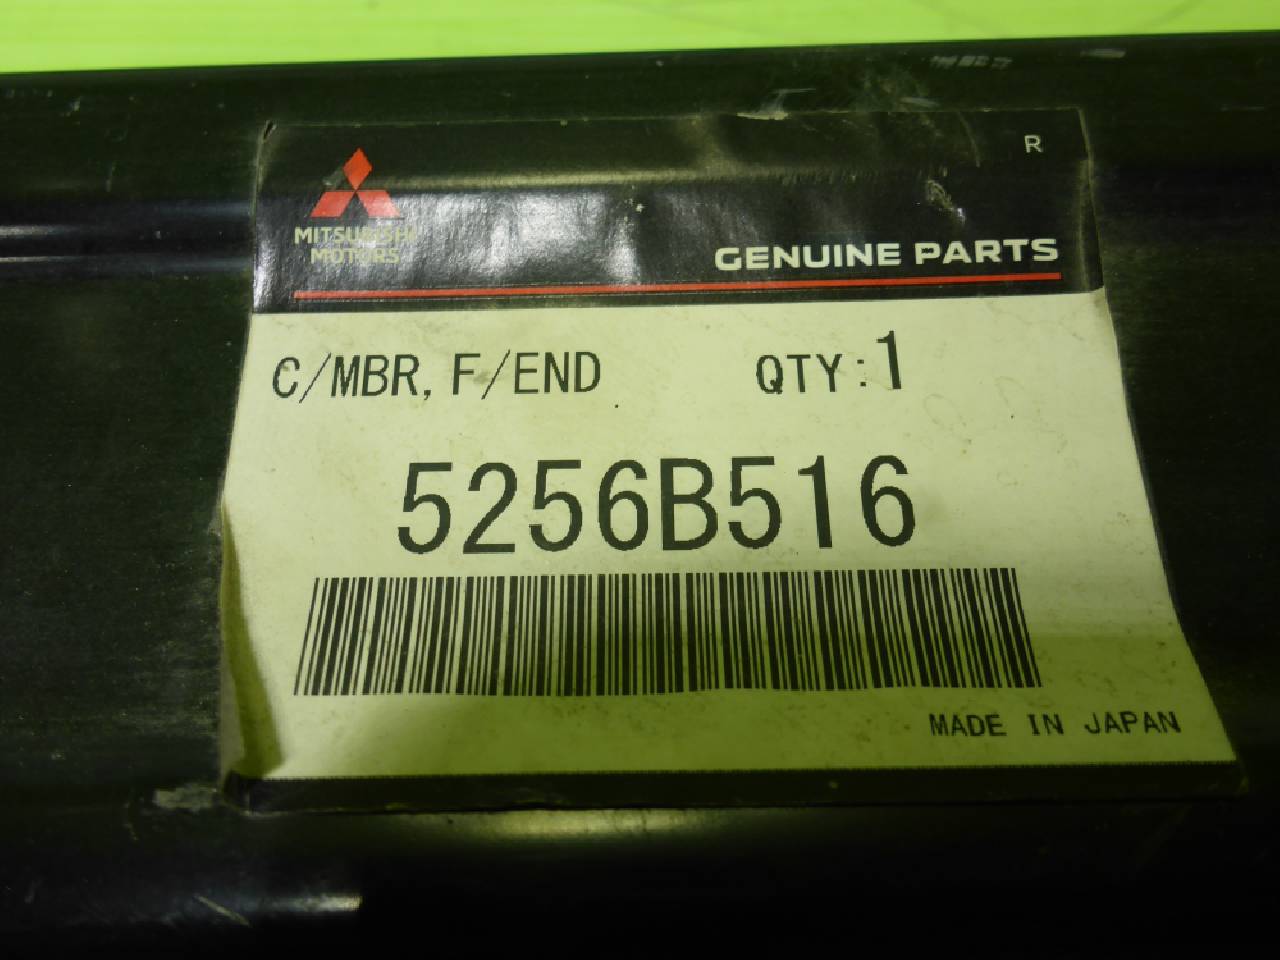 R
MITSUBISHI
MOTORS
GENUINE PARTS
C/MBR, F/END QTY:1
5256B516
MADE IN JAPAN